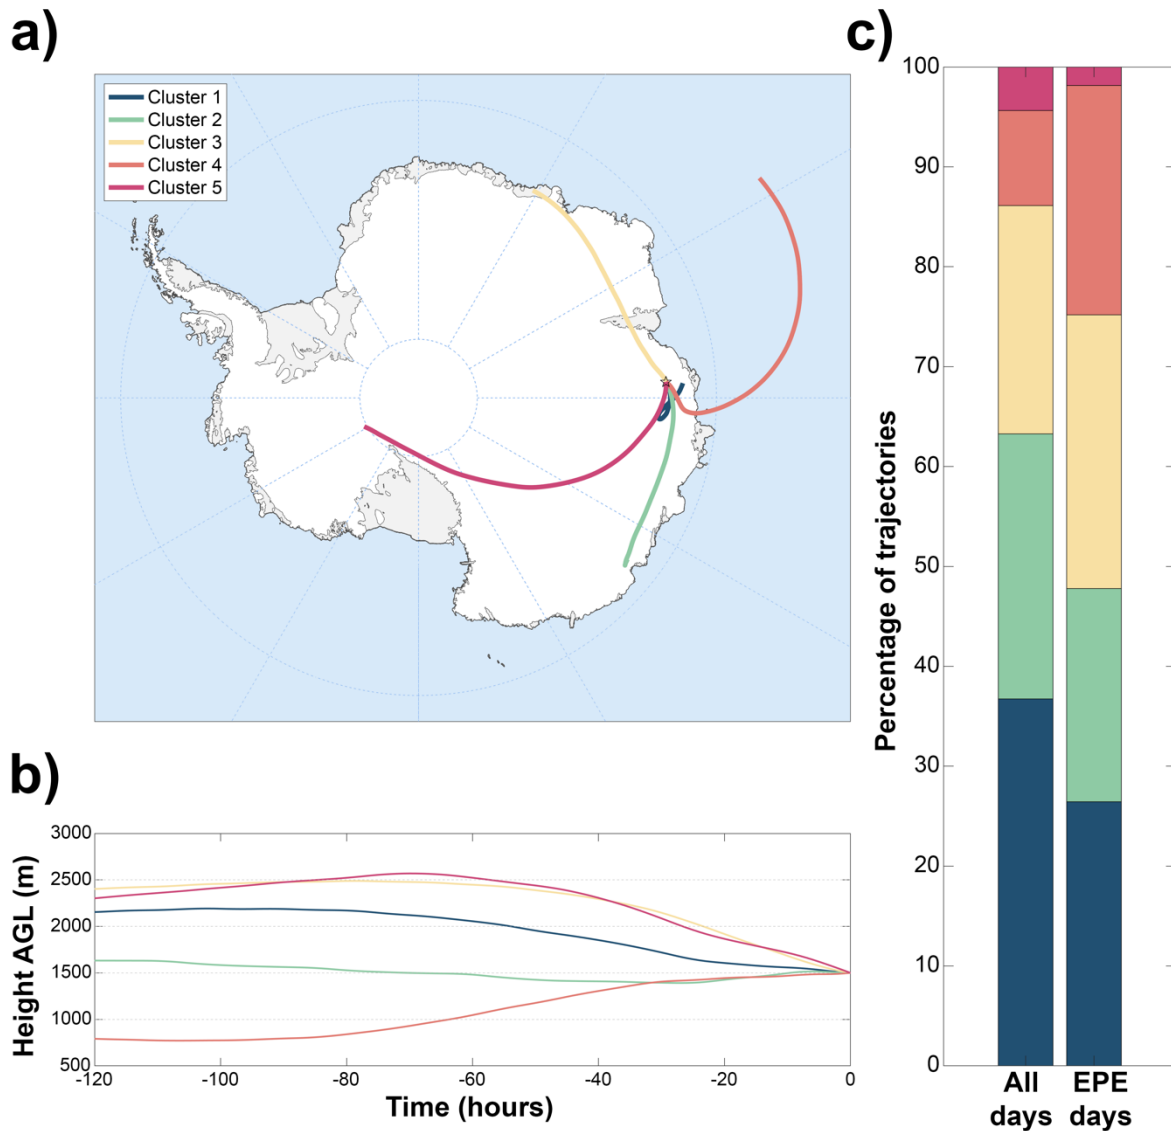 a)
Cluster 1
Cluster 2
Cluster 3
Cluster 4
Cluster 5
b)
Height AGL (m)
3000
2500
2000
1500
1000
500
-120
-100
-80
-60
-40
-20
0
Time (hours)
c)
Percentage of trajectories
100
90
80
70
60
50
40
30
20
10
0
All
days
EPE
days